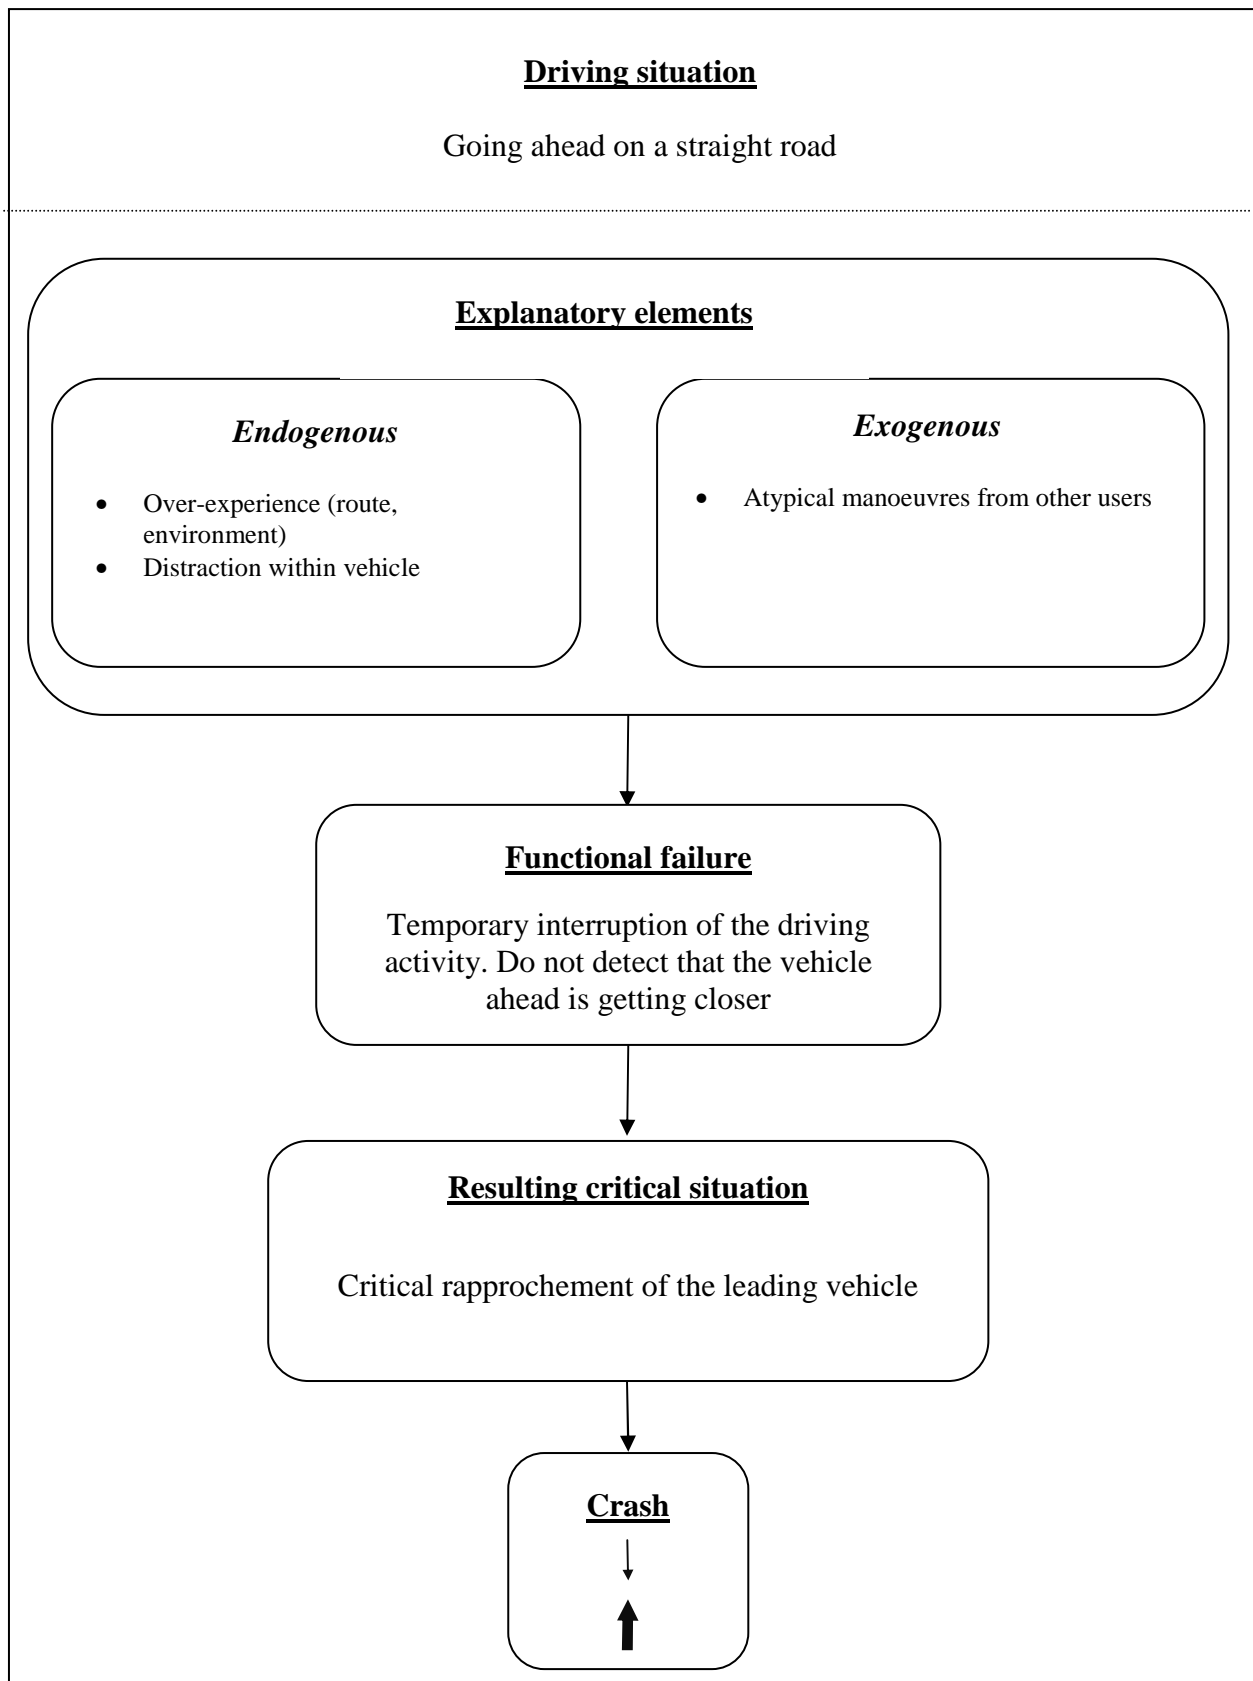 Driving situation
Going ahead on a straight road
Explanatory elements
Endogenous
• Over-experience (route,
environment)
• Distraction within vehicle
Exogenous
• Atypical manoeuvres from other users
Functional failure
Temporary interruption of the driving
activity. Do not detect that the vehicle
ahead is getting closer
Resulting critical situation
Critical rapprochement of the leading vehicle
Crash